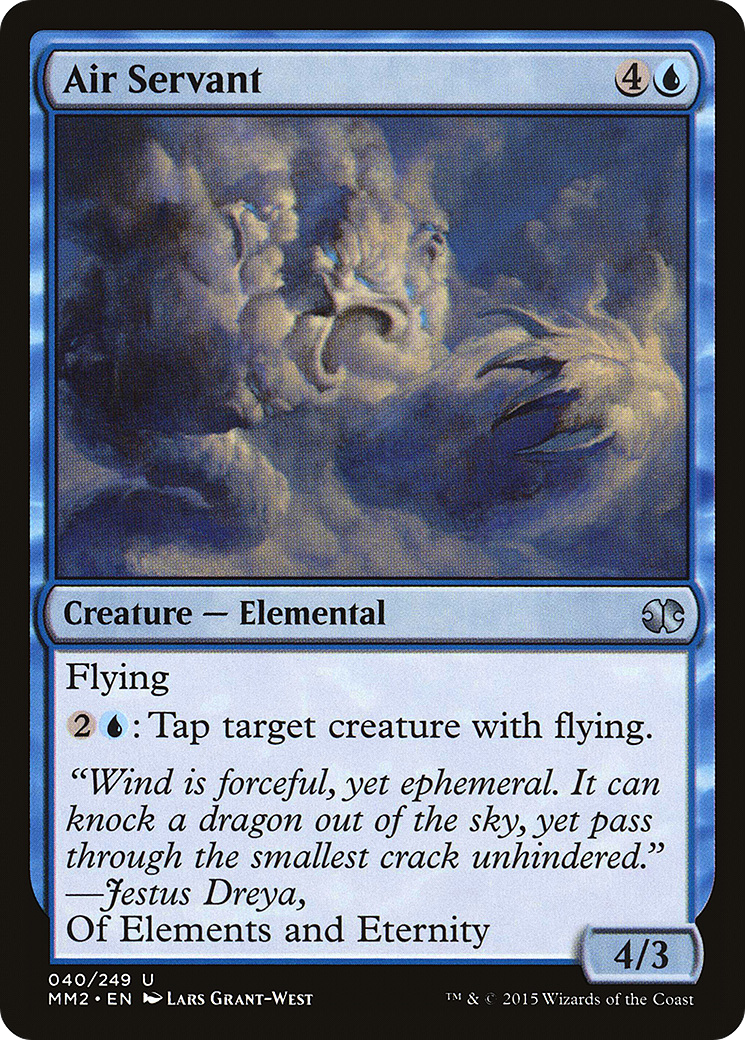 Air Servant 4
Creature — Elemental
Flying
2 : Tap target creature with flying.
“Wind is forceful, yet ephemeral. It can
knock a dragon out of the sky, yet pass
through the smallest crack unhindered.”
—Jestus Dreya,
Of Elements and Eternity
4/3
040/249 U
MM2 • EN Lars Grant-West ™ & © 2015 Wizards of the Coast